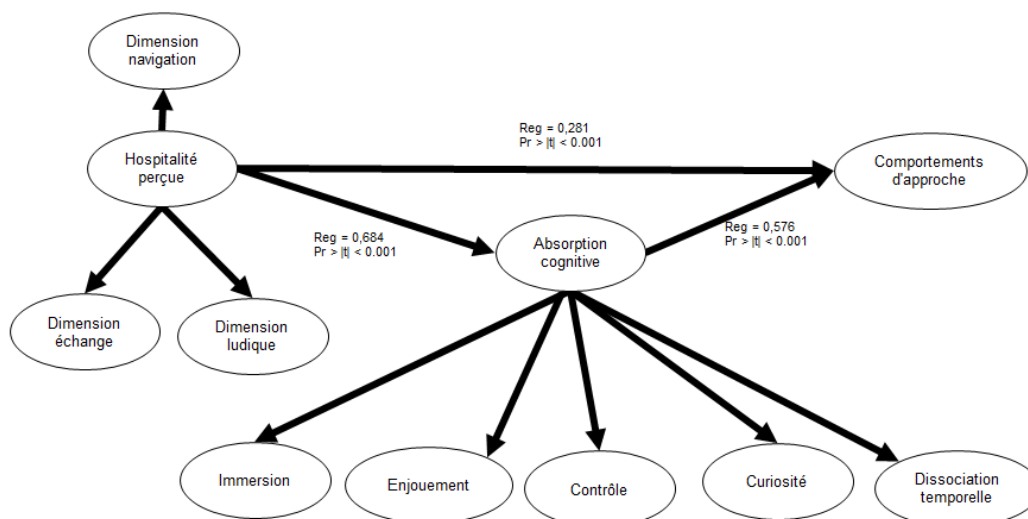 Dimension
navigation
Reg = 0,281
Pr > |t| < 0.001
Hospitalité
perçue
Comportements
d'approche
Reg = 0,684
Pr > |t| < 0.001
Absorption
cognitive
Reg = 0,576
Pr > |t| < 0.001
Dimension
échange
Dimension
ludique
Immersion
Enjouement
Contrôle
Curiosité
Dissociation
temporelle